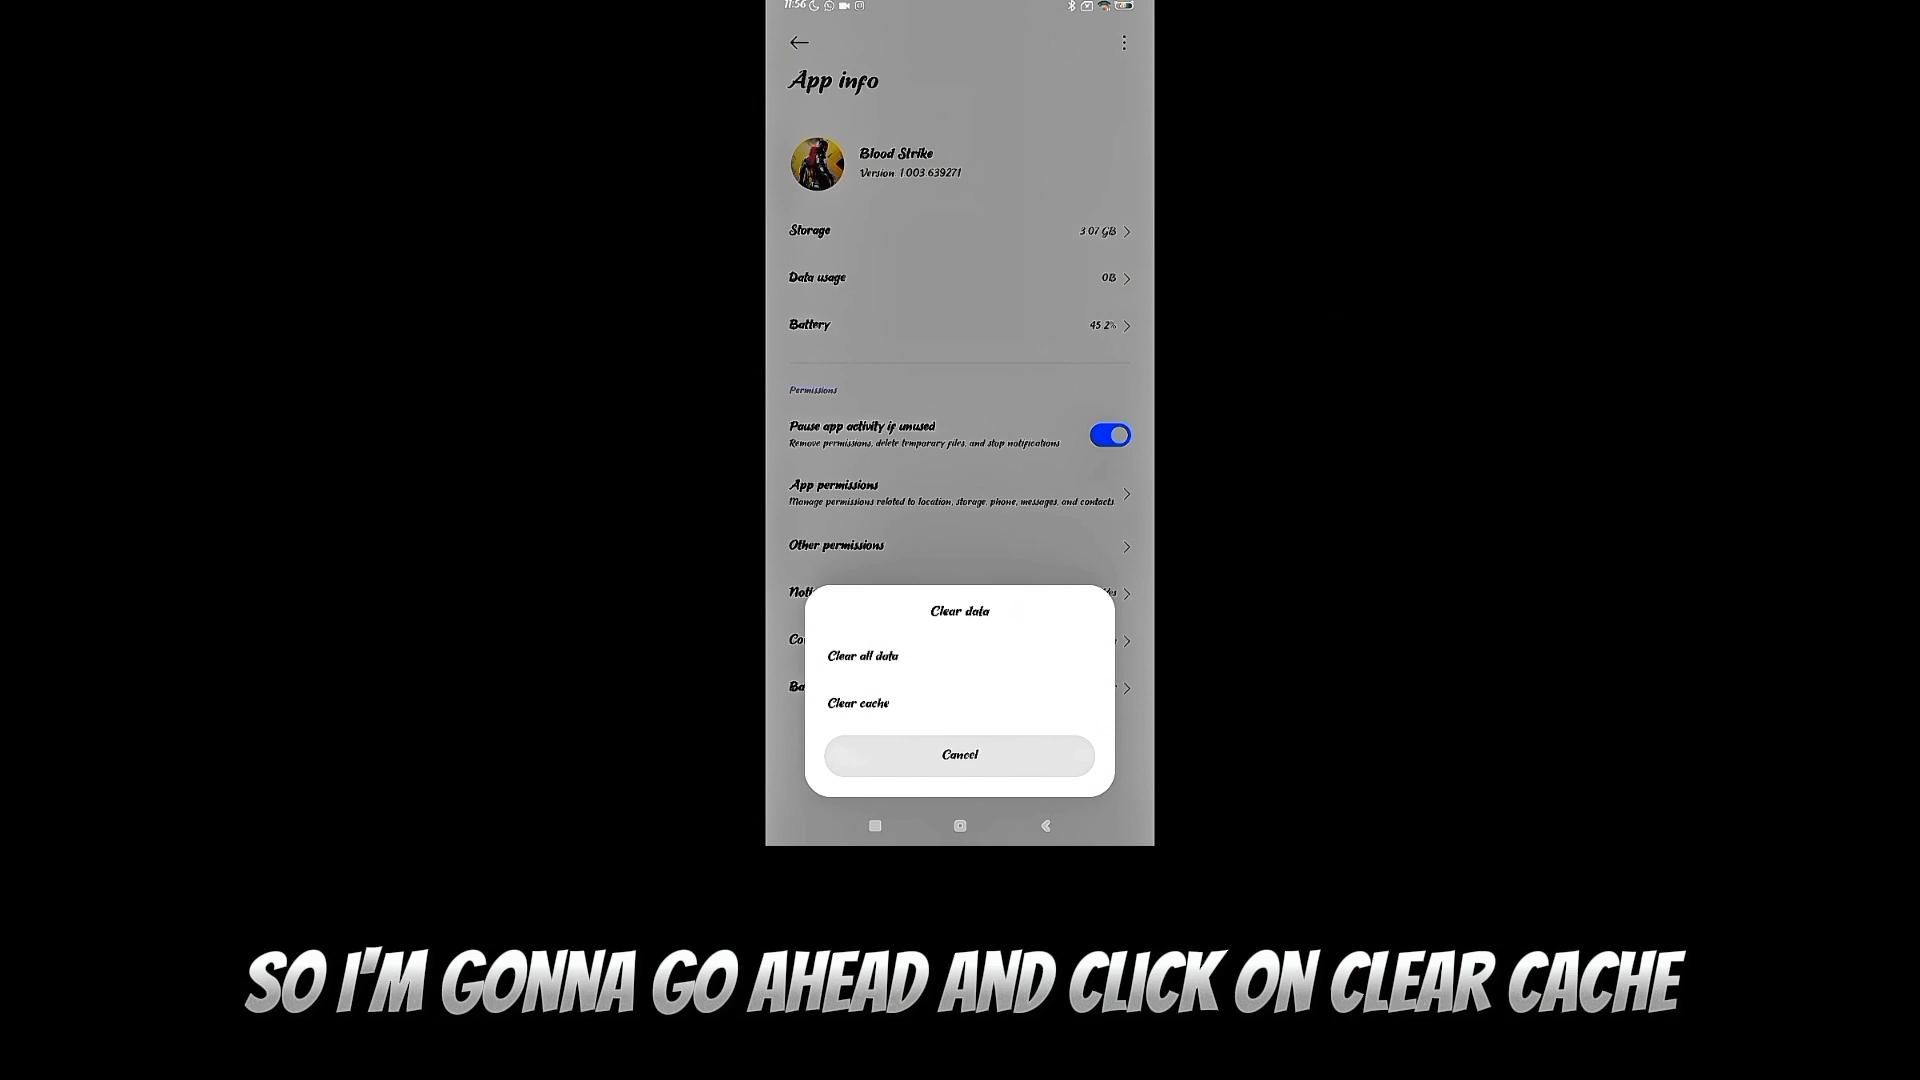 11:56
App info
Blood Strike
Version 1.003.639271
Storage 3.07 GB
Data usage 0B
Battery 45.2%
Permissions
Pause app activity if unused
Remove permissions, delete temporary files, and stop notifications
App permissions
Manage permissions related to location, storage, phone, messages, and contacts.
Other permissions
Clear data
Clear all data
Clear cache
Cancel
SO I'M GONNA GO AHEAD AND CLICK ON CLEAR CACHE